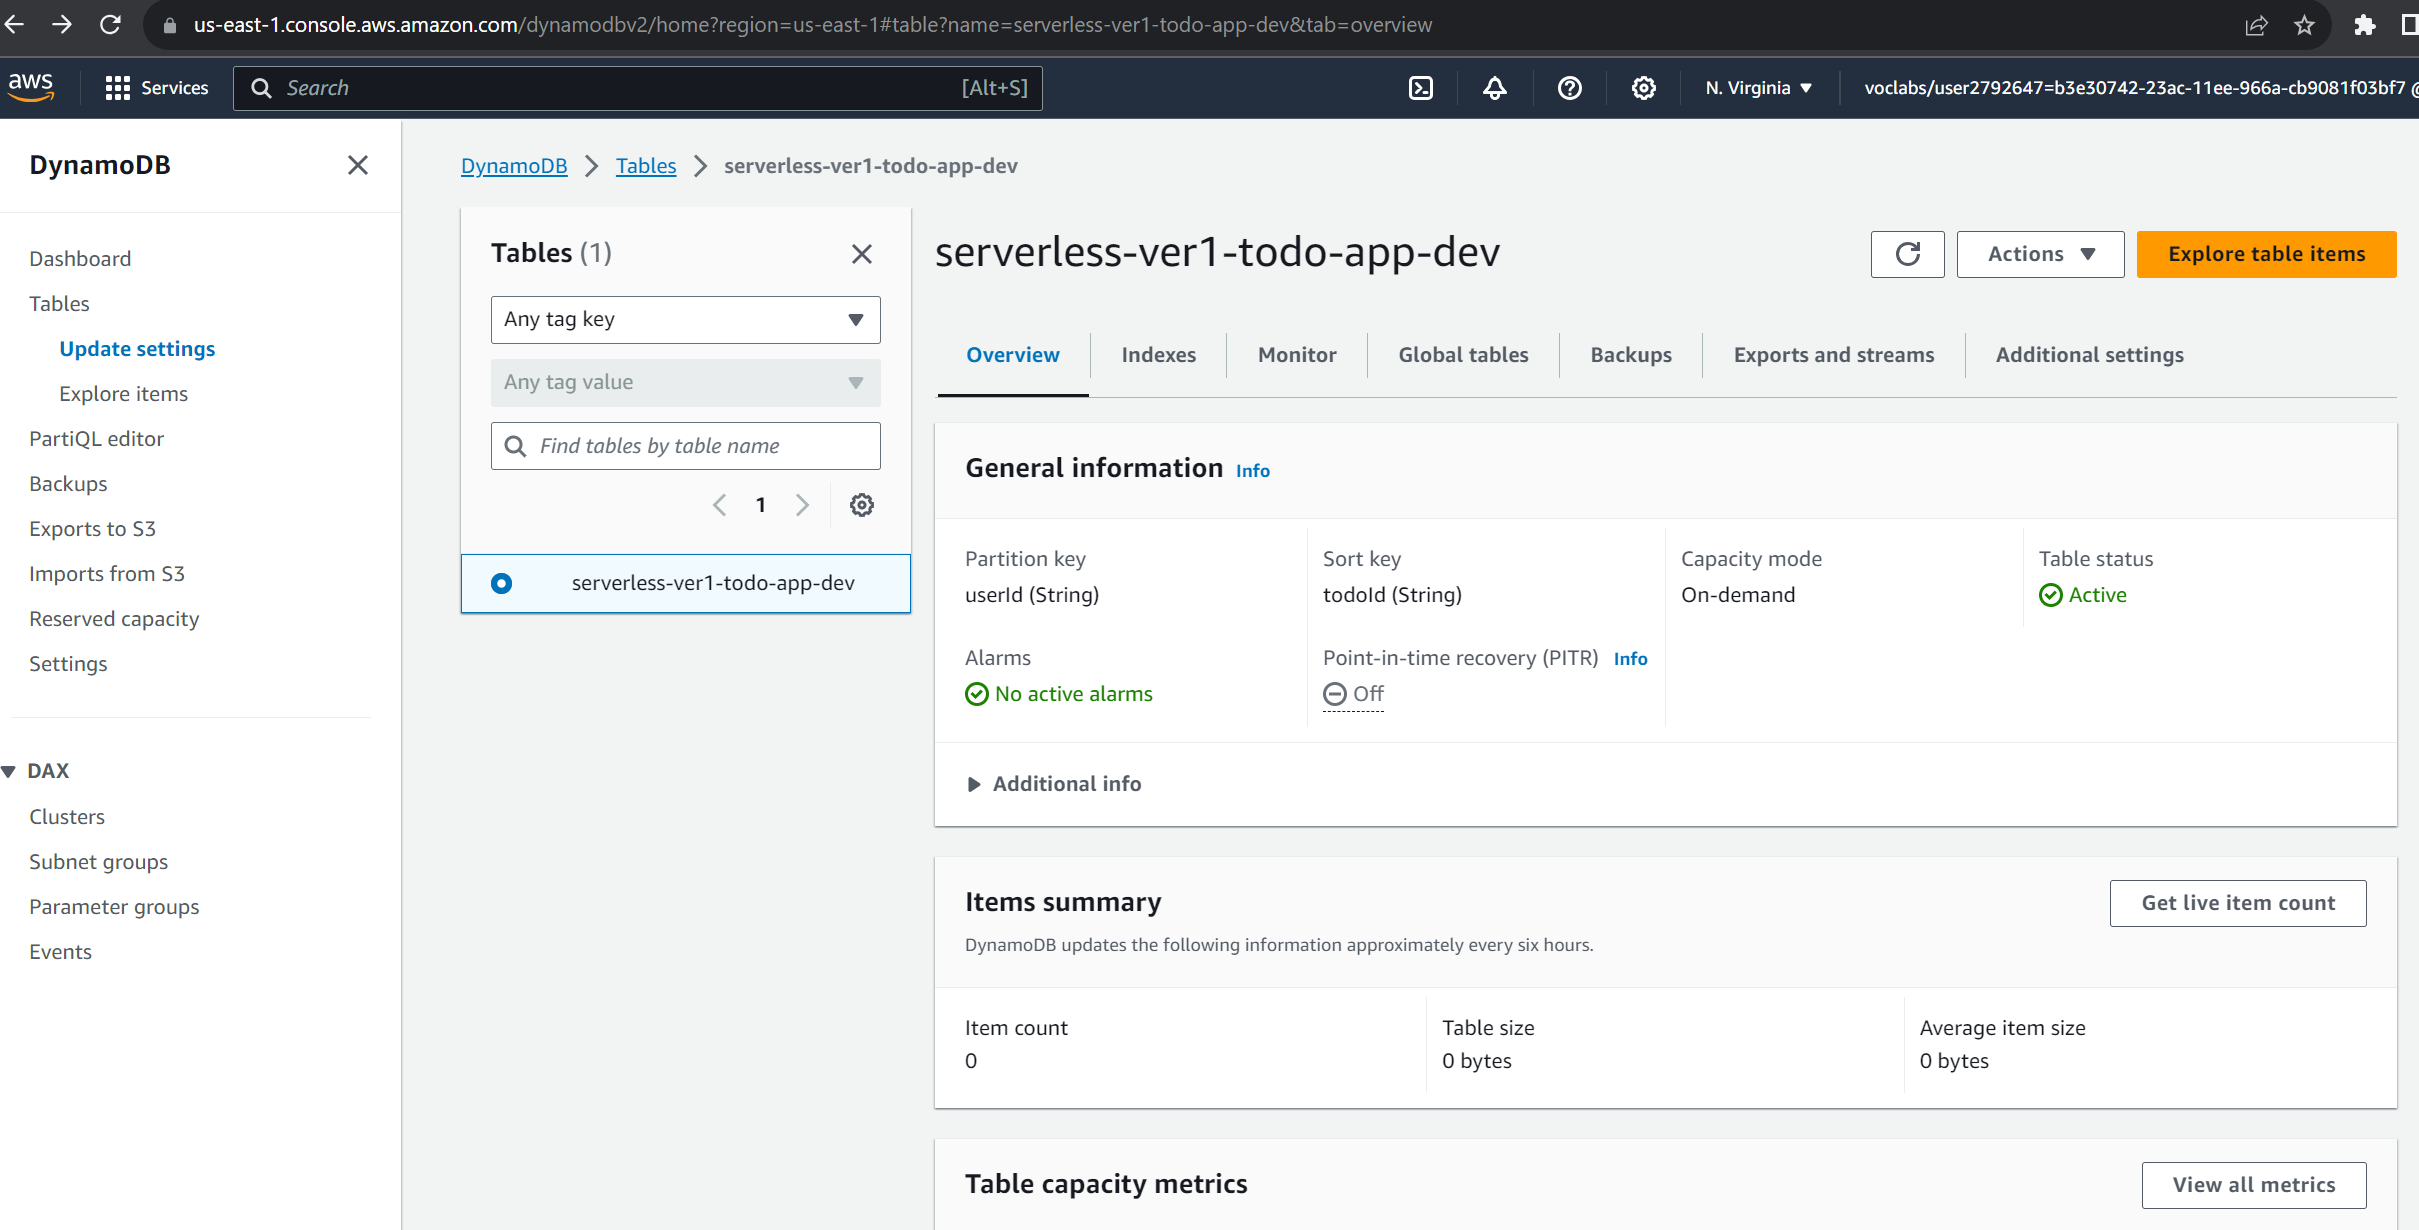 us-east-1.console.aws.amazon.com/dynamodbv2/home?region=us-east-1#table?name=serverless-ver1-todo-app-dev&tab=overview
aws
Services
Search
[Alt+S]
N. Virginia
voclabs/user2792647=b3e30742-23ac-11ee-966a-cb9081f03bf7 @
DynamoDB
Dashboard
Tables
Update settings
Explore items
PartiQL editor
Backups
Exports to S3
Imports from S3
Reserved capacity
Settings
DAX
Clusters
Subnet groups
Parameter groups
Events
DynamoDB
Tables
serverless-ver1-todo-app-dev
Tables (1)
Any tag key
Any tag value
Find tables by table name
1
serverless-ver1-todo-app-dev
serverless-ver1-todo-app-dev
Actions
Explore table items
Overview
Indexes
Monitor
Global tables
Backups
Exports and streams
Additional settings
General information Info
Partition key
userId (String)
Sort key
todoId (String)
Capacity mode
On-demand
Table status
Active
Alarms
No active alarms
Point-in-time recovery (PITR) Info
Off
Additional info
Items summary
Get live item count
DynamoDB updates the following information approximately every six hours.
Item count
0
Table size
0 bytes
Average item size
0 bytes
Table capacity metrics
View all metrics